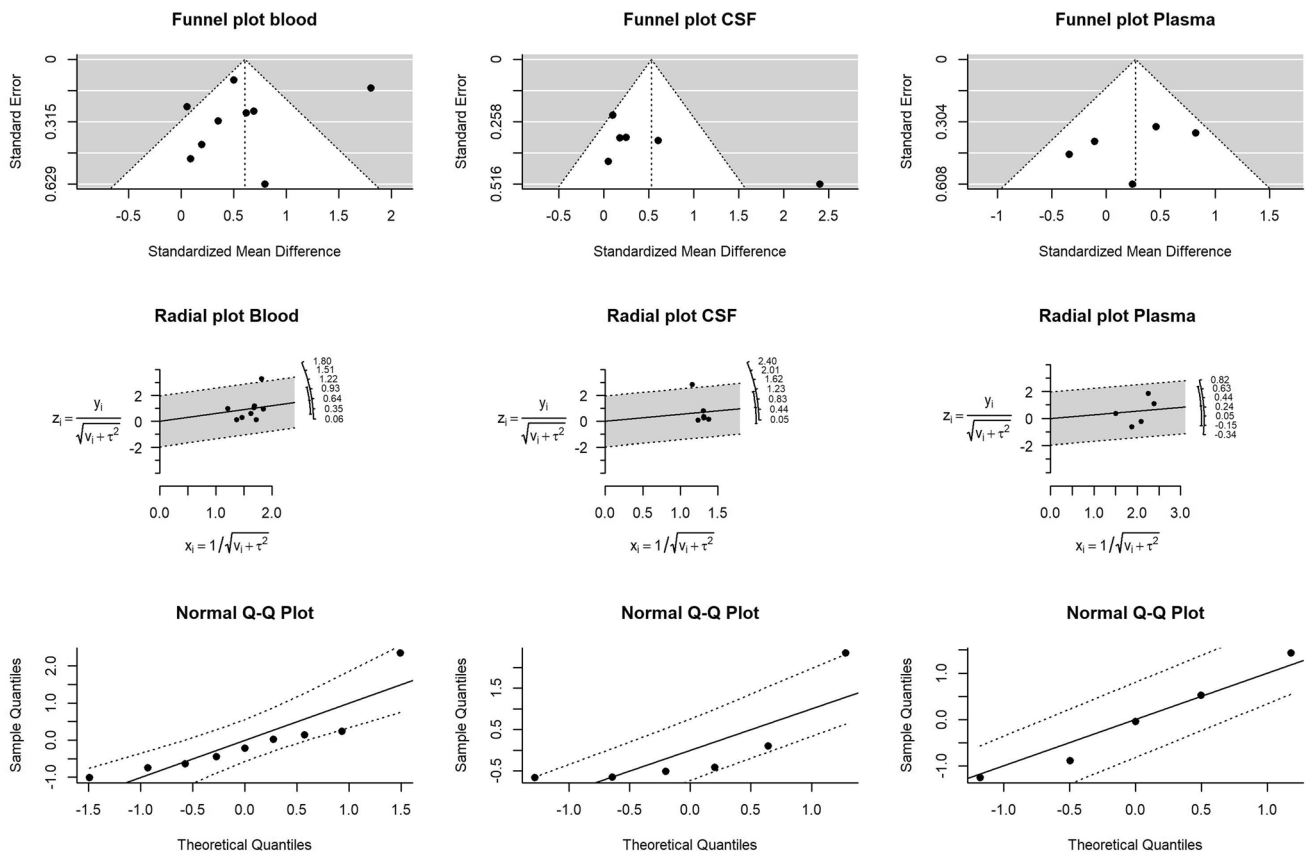 Funnel plot blood
Standard Error
0
0.315
0.629
-0.5 0 0.5 1 1.5 2
Standardized Mean Difference
Funnel plot CSF
Standard Error
0
0.258
0.516
-0.5 0 0.5 1 1.5 2 2.5
Standardized Mean Difference
Funnel plot Plasma
Standard Error
0
0.304
0.608
-1 -0.5 0 0.5 1 1.5
Standardized Mean Difference
Radial plot Blood
zᵢ = yᵢ / √(vᵢ + τ²)
2
0
-2
1.80
1.51
1.22
0.93
0.64
0.35
0.06
0.0 1.0 2.0
xᵢ = 1/√(vᵢ + τ²)
Radial plot CSF
zᵢ = yᵢ / √(vᵢ + τ²)
2
0
-2
2.40
2.01
1.62
1.23
0.83
0.44
0.05
0.0 0.5 1.0 1.5
xᵢ = 1/√(vᵢ + τ²)
Radial plot Plasma
zᵢ = yᵢ / √(vᵢ + τ²)
2
0
-2
0.82
0.63
0.44
0.24
0.05
-0.15
-0.34
0.0 1.0 2.0 3.0
xᵢ = 1/√(vᵢ + τ²)
Normal Q-Q Plot
Sample Quantiles
2.0
1.0
0.0
-1.0
-1.5 -1.0 -0.5 0.0 0.5 1.0 1.5
Theoretical Quantiles
Normal Q-Q Plot
Sample Quantiles
1.5
0.5
-0.5
-1.0 -0.5 0.0 0.5 1.0
Theoretical Quantiles
Normal Q-Q Plot
Sample Quantiles
1.0
0.0
-1.0
-1.0 -0.5 0.0 0.5 1.0
Theoretical Quantiles